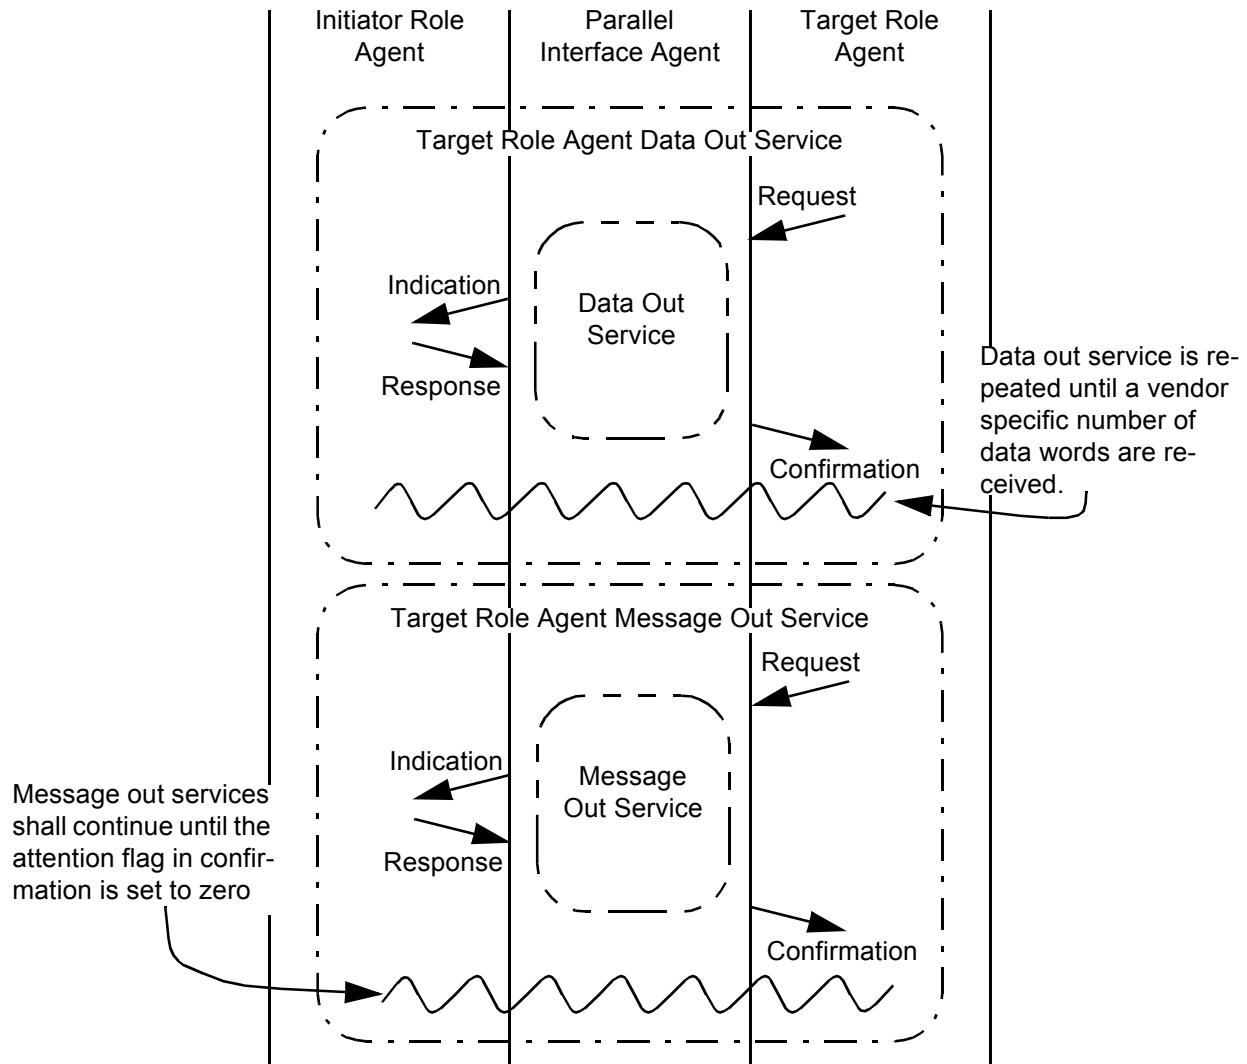 Initiator Role
Agent
Parallel
Interface Agent
Target Role
Agent
Target Role Agent Data Out Service
Request
Indication
Data Out
Service
Response
Confirmation
Data out service is re-
peated until a vendor
specific number of
data words are re-
ceived.
Target Role Agent Message Out Service
Request
Indication
Message
Out Service
Response
Confirmation
Message out services
shall continue until the
attention flag in confir-
mation is set to zero